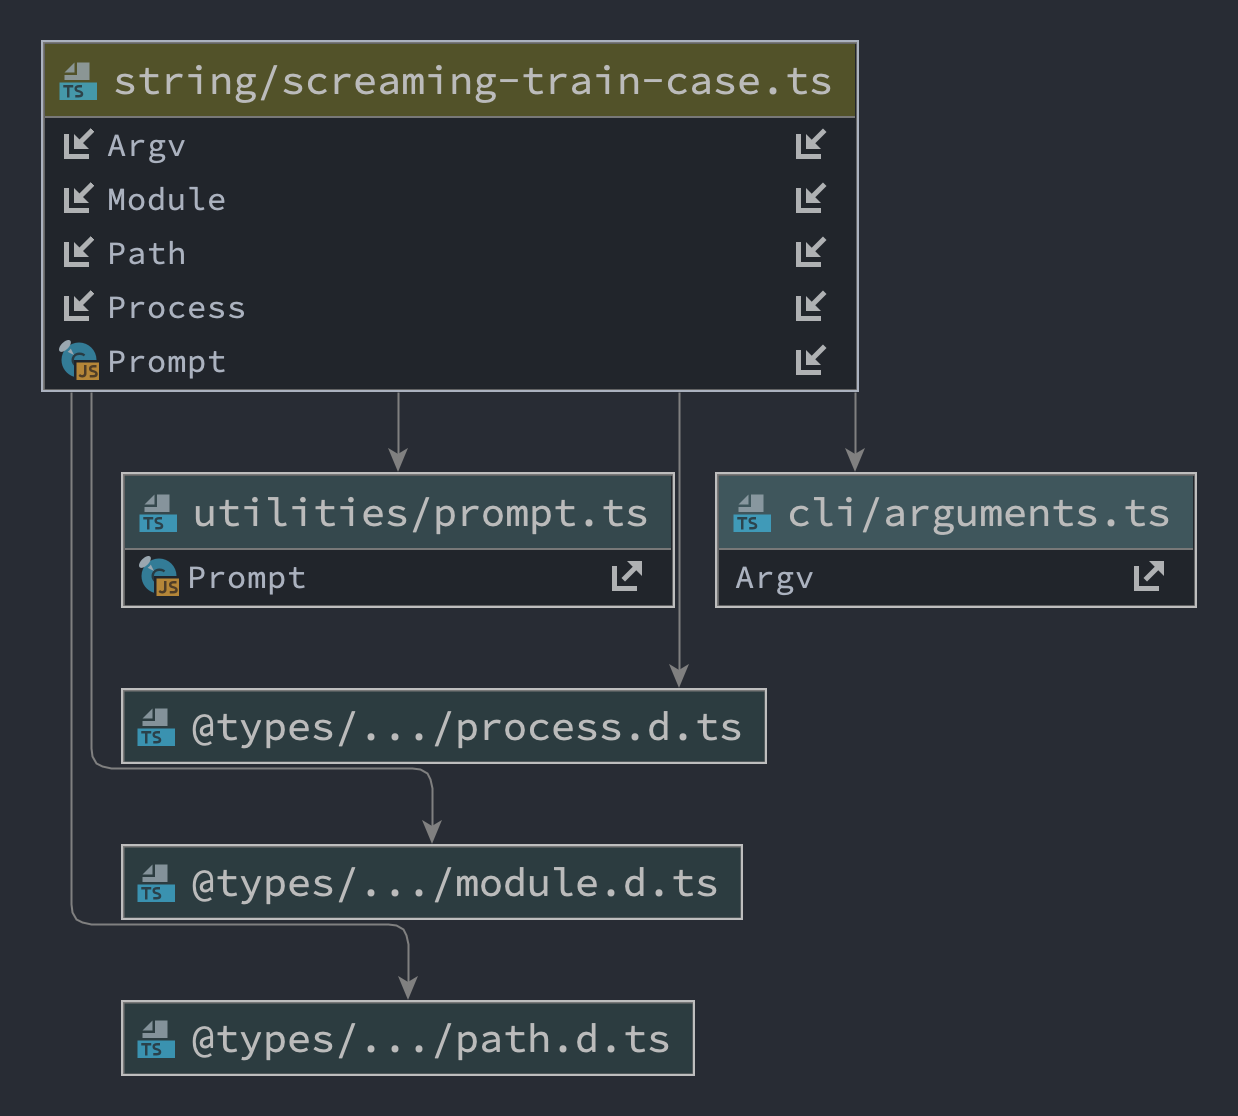 TS string/screaming-train-case.ts
Argv
Module
Path
Process
JS Prompt
TS utilities/prompt.ts
JS Prompt
TS cli/arguments.ts
Argv
TS @types/.../process.d.ts
TS @types/.../module.d.ts
TS @types/.../path.d.ts